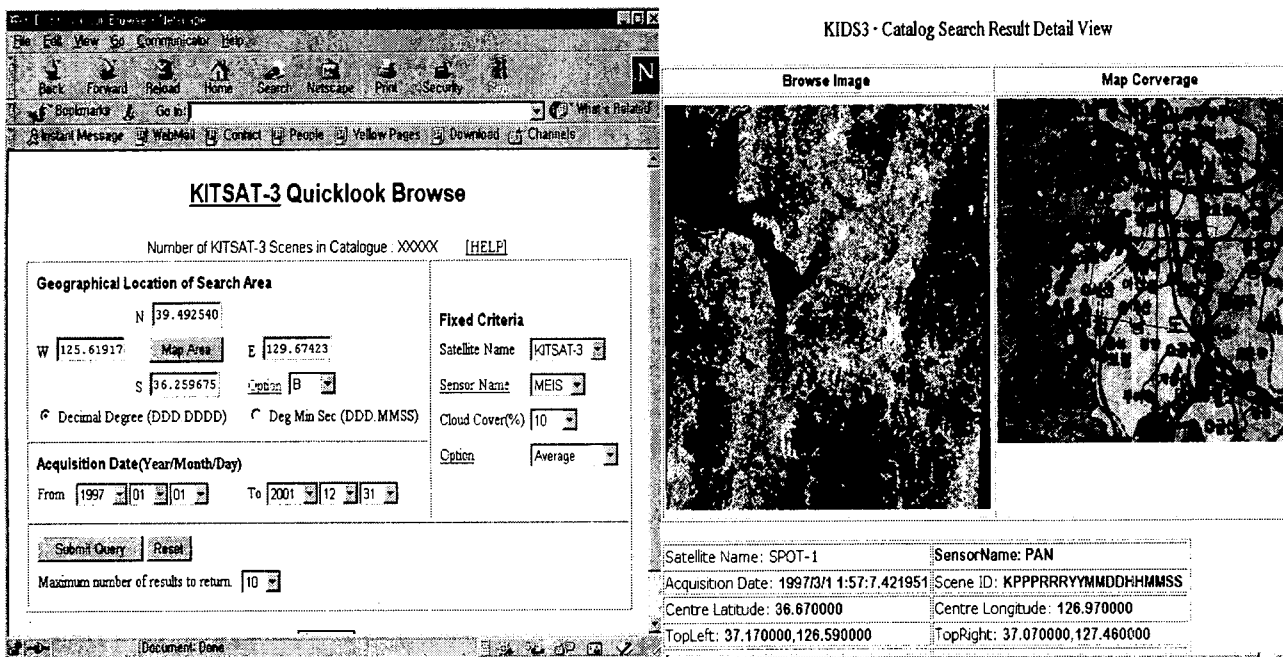 File Edit View Go Communicator Help
Back Forward Reload Home Search Netscape Print Security
Bookmarks Go to: What's Related
Instant Message WebMail Contact People Yellow Pages Download Channels
KITSAT-3 Quicklook Browse
Number of KITSAT-3 Scenes in Catalogue : XXXXX [HELP]
Geographical Location of Search Area
N 39.492540
W 125.61917 Map Area E 129.67423
S 36.259675 Option B
Decimal Degree (DDD.DDDD) Deg Min Sec (DDD.MMSS)
Acquisition Date(Year/Month/Day)
From 1997 01 01 To 2001 12 31
Fixed Criteria
Satellite Name KITSAT-3
Sensor Name MEIS
Cloud Cover(%) 10
Option Average
Submit Query Reset
Maximum number of results to return. 10
Document: Done
KIDS3 - Catalog Search Result Detail View
Browse Image Map Corverage
Satellite Name: SPOT-1 SensorName: PAN
Acquisition Date: 1997/3/1 1:57:7.421951 Scene ID: KPPPRRRYYMMDDHHMMSS
Centre Latitude: 36.670000 Centre Longitude: 126.970000
TopLeft: 37.170000,126.590000 TopRight: 37.070000,127.460000